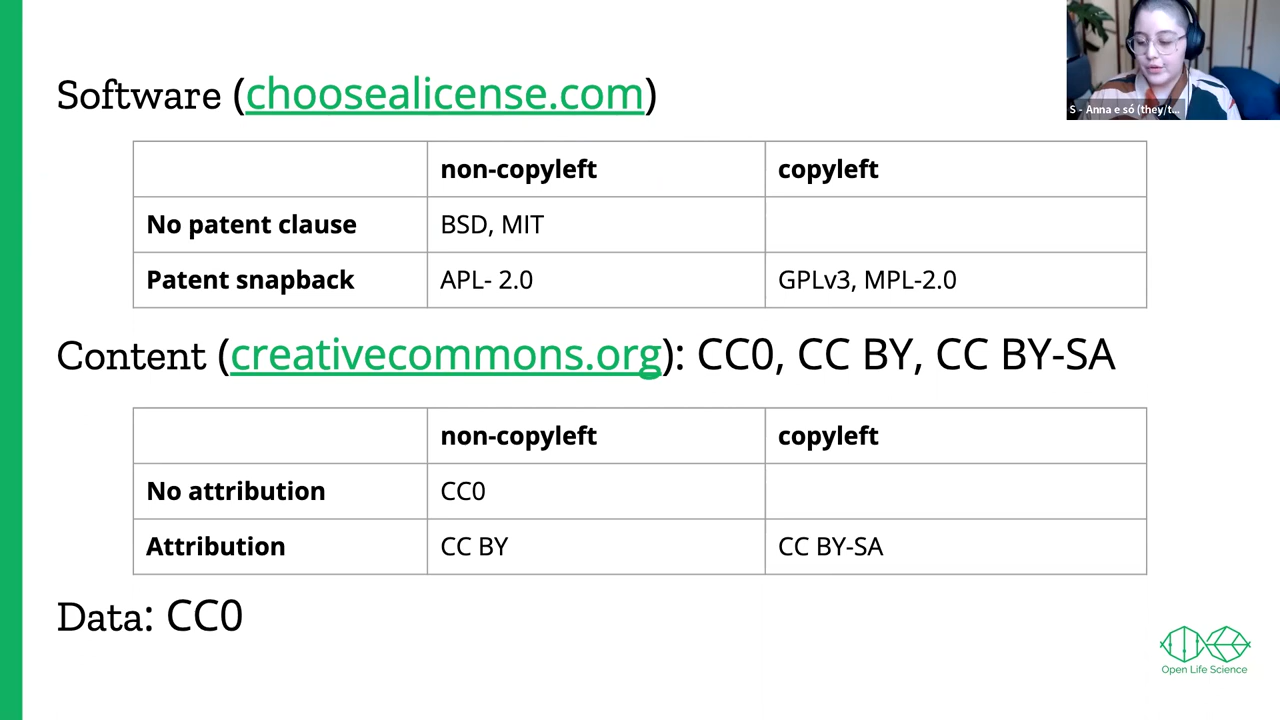 Software (choosealicense.com)
non-copyleft copyleft
No patent clause BSD, MIT
Patent snapback APL- 2.0 GPLv3, MPL-2.0
Content (creativecommons.org): CC0, CC BY, CC BY-SA
non-copyleft copyleft
No attribution CC0
Attribution CC BY CC BY-SA
Data: CC0
S - Anna e só (they/t...
Open Life Science